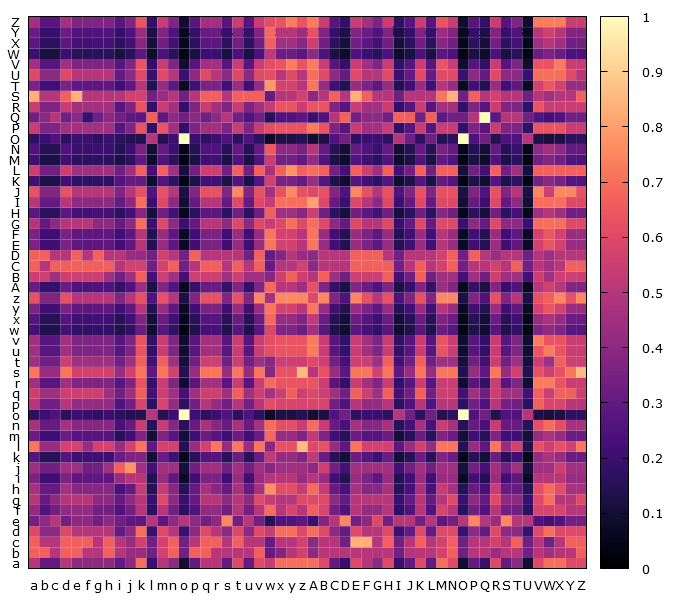 Z
Y
X
W
V
U
T
S
R
Q
P
O
N
M
L
K
J
I
H
G
F
E
D
C
B
A
z
y
x
w
v
u
t
s
r
q
p
o
n
m
l
k
j
i
h
g
f
e
d
c
b
a
a b c d e f g h i j k l m n o p q r s t u v w x y z A B C D E F G H I J K L M N O P Q R S T U V W X Y Z
1
0.9
0.8
0.7
0.6
0.5
0.4
0.3
0.2
0.1
0